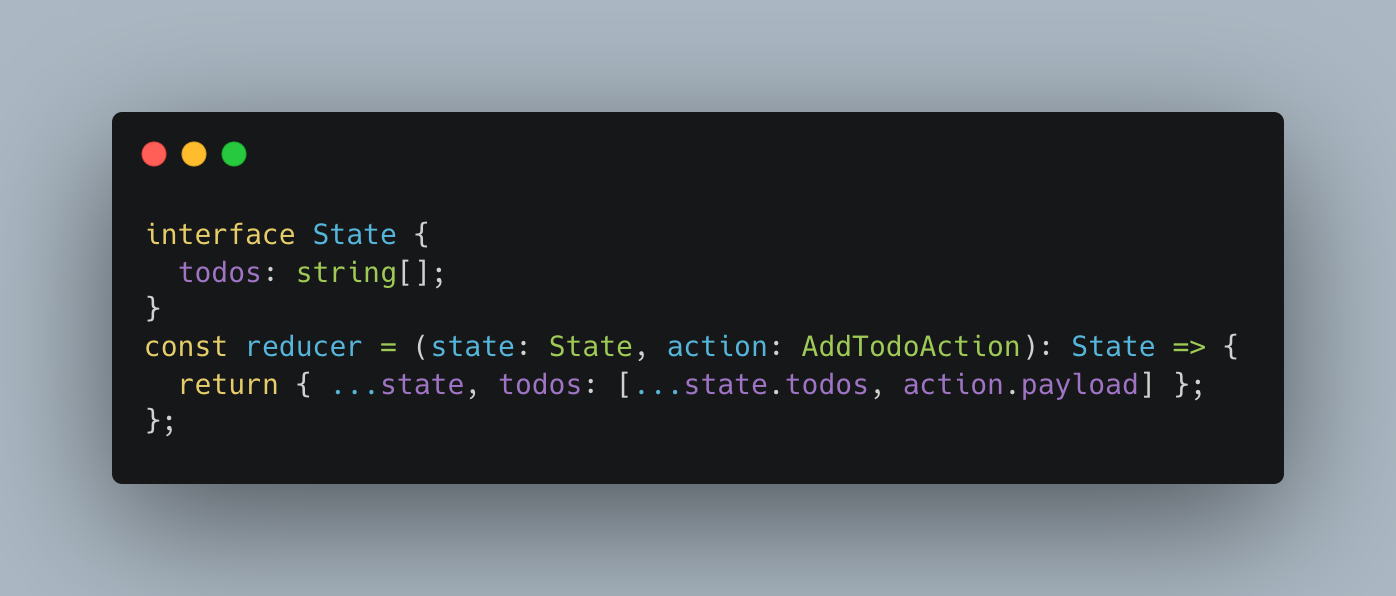 interface State {
  todos: string[];
}
const reducer = (state: State, action: AddTodoAction): State => {
  return { ...state, todos: [...state.todos, action.payload] };
};